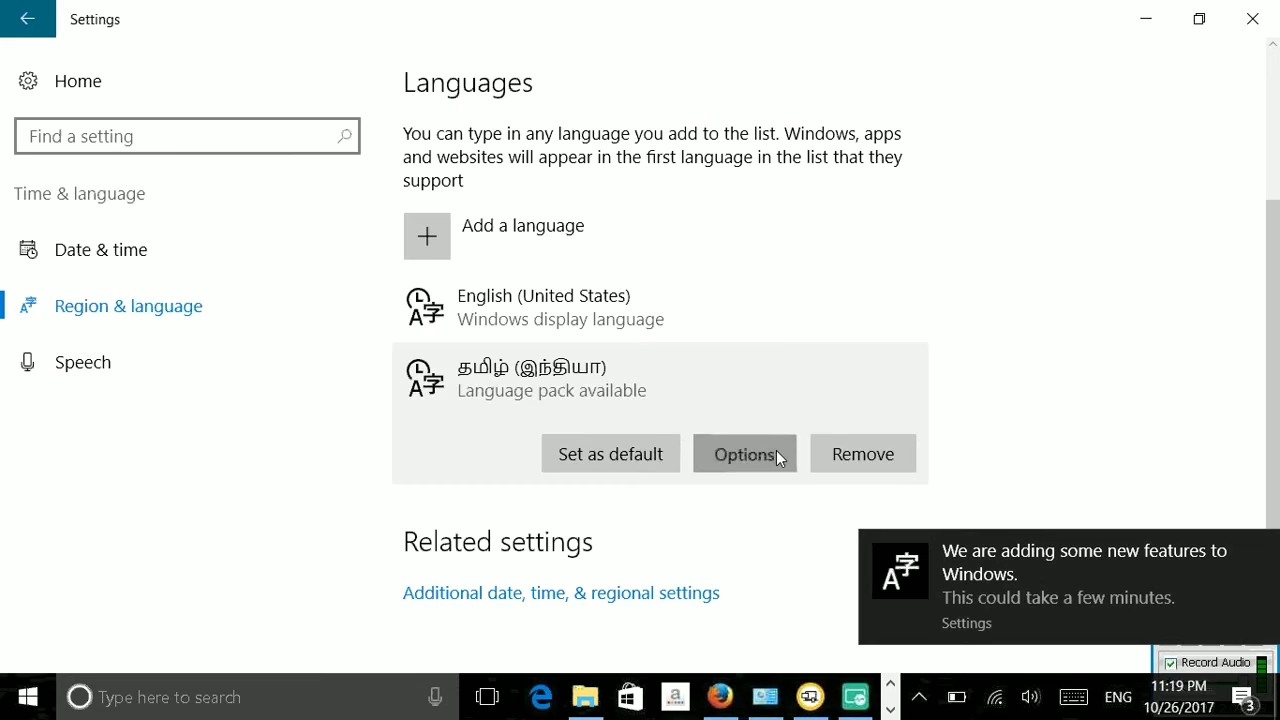 Settings
Home
Find a setting
Time & language
Date & time
Region & language
Speech
Languages
You can type in any language you add to the list. Windows, apps
and websites will appear in the first language in the list that they
support
Add a language
English (United States)
Windows display language
தமிழ் (இந்தியா)
Language pack available
Set as default
Options
Remove
Related settings
Additional date, time, & regional settings
We are adding some new features to
Windows.
This could take a few minutes.
Settings
Record Audio
Type here to search
ENG
11:19 PM
10/26/2017
3